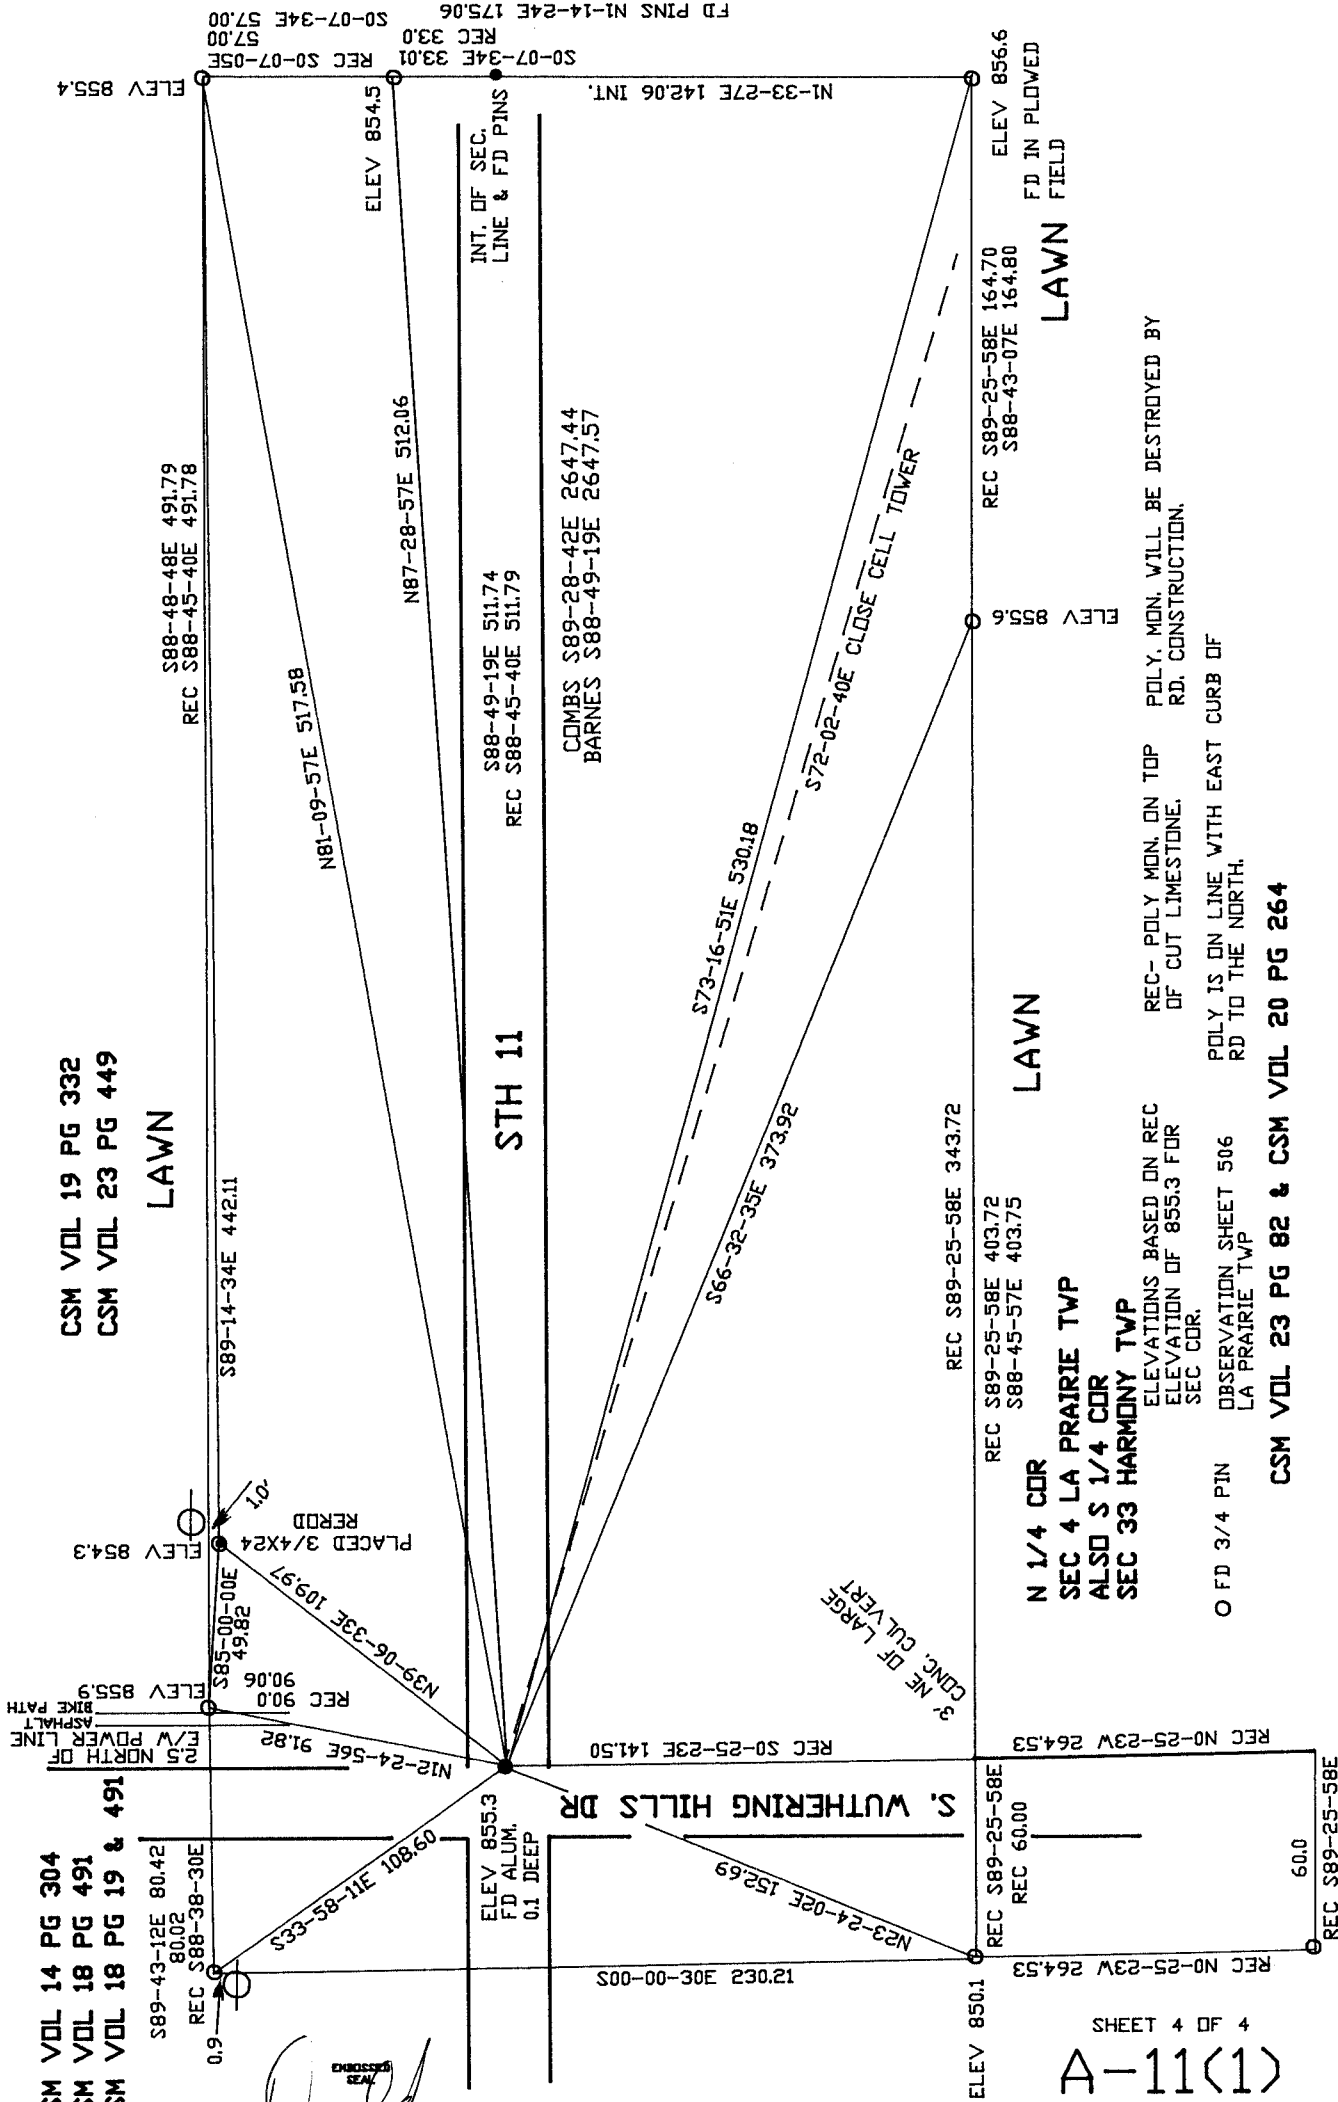 CSM VOL 19 PG 332
CSM VOL 23 PG 449
LAWN
SM VOL 14 PG 304
SM VOL 18 PG 491
SM VOL 18 PG 19 & 491
S89-43-12E 80.42
80.02
REC S88-38-30E
0.9
2.5 NORTH OF
E/W POWER LINE
ASPHALT
BIKE PATH
ELEV 855.9
S85-00-00E
49.82
REC 90.0
90.06
ELEV 854.3
1.0'
PLACED 3/4X24
REROD
S89-14-34E 442.11
S88-48-48E 491.79
REC S88-45-40E 491.78
ELEV 855.4
REC S0-07-05E
57.00
S0-07-34E 57.00
S0-07-34E 33.01
REC 33.0
FD PINS N1-14-24E 175.06
N1-33-27E 142.06 INT.
S33-58-11E 108.60
N12-24-56E 91.82
N39-06-33E 109.97
N81-09-57E 517.58
N87-28-57E 512.06
ELEV 854.5
INT. OF SEC.
LINE & FD PINS
ELEV 855.3
FD ALUM.
0.1 DEEP
STH 11
S88-49-19E 511.74
REC S88-45-40E 511.79
COMBS S89-28-42E 2647.44
BARNES S88-49-19E 2647.57
S. WUTHERING HILLS DR
REC S0-25-23E 141.50
N23-24-02E 152.69
S00-00-30E 230.21
S73-16-51E 530.18
S72-02-40E CLOSE CELL TOWER
S66-32-35E 373.92
3' NE OF LARGE
CONC. CULVERT
ELEV 850.1
REC S89-25-58E
REC 60.00
REC N0-25-23W 264.53
REC N0-25-23W 264.53
60.0
REC S89-25-58E
REC S89-25-58E 343.72
REC S89-25-58E 403.72
S88-45-57E 403.75
LAWN
ELEV 855.6
REC S89-25-58E 164.70
S88-43-07E 164.80
LAWN
ELEV 856.6
FD IN PLOWED
FIELD
N 1/4 COR
SEC 4 LA PRAIRIE TWP
ALSO S 1/4 COR
SEC 33 HARMONY TWP
ELEVATIONS BASED ON REC
ELEVATION OF 855.3 FOR
SEC COR.
REC- POLY MON. ON TOP
OF CUT LIMESTONE.
POLY. MON. WILL BE DESTROYED BY
RD. CONSTRUCTION.
O FD 3/4 PIN
OBSERVATION SHEET 506
LA PRAIRIE TWP
POLY IS ON LINE WITH EAST CURB OF
RD TO THE NORTH.
CSM VOL 23 PG 82 & CSM VOL 20 PG 264
EMBOSSED
SEAL
SHEET 4 OF 4
A-11(1)